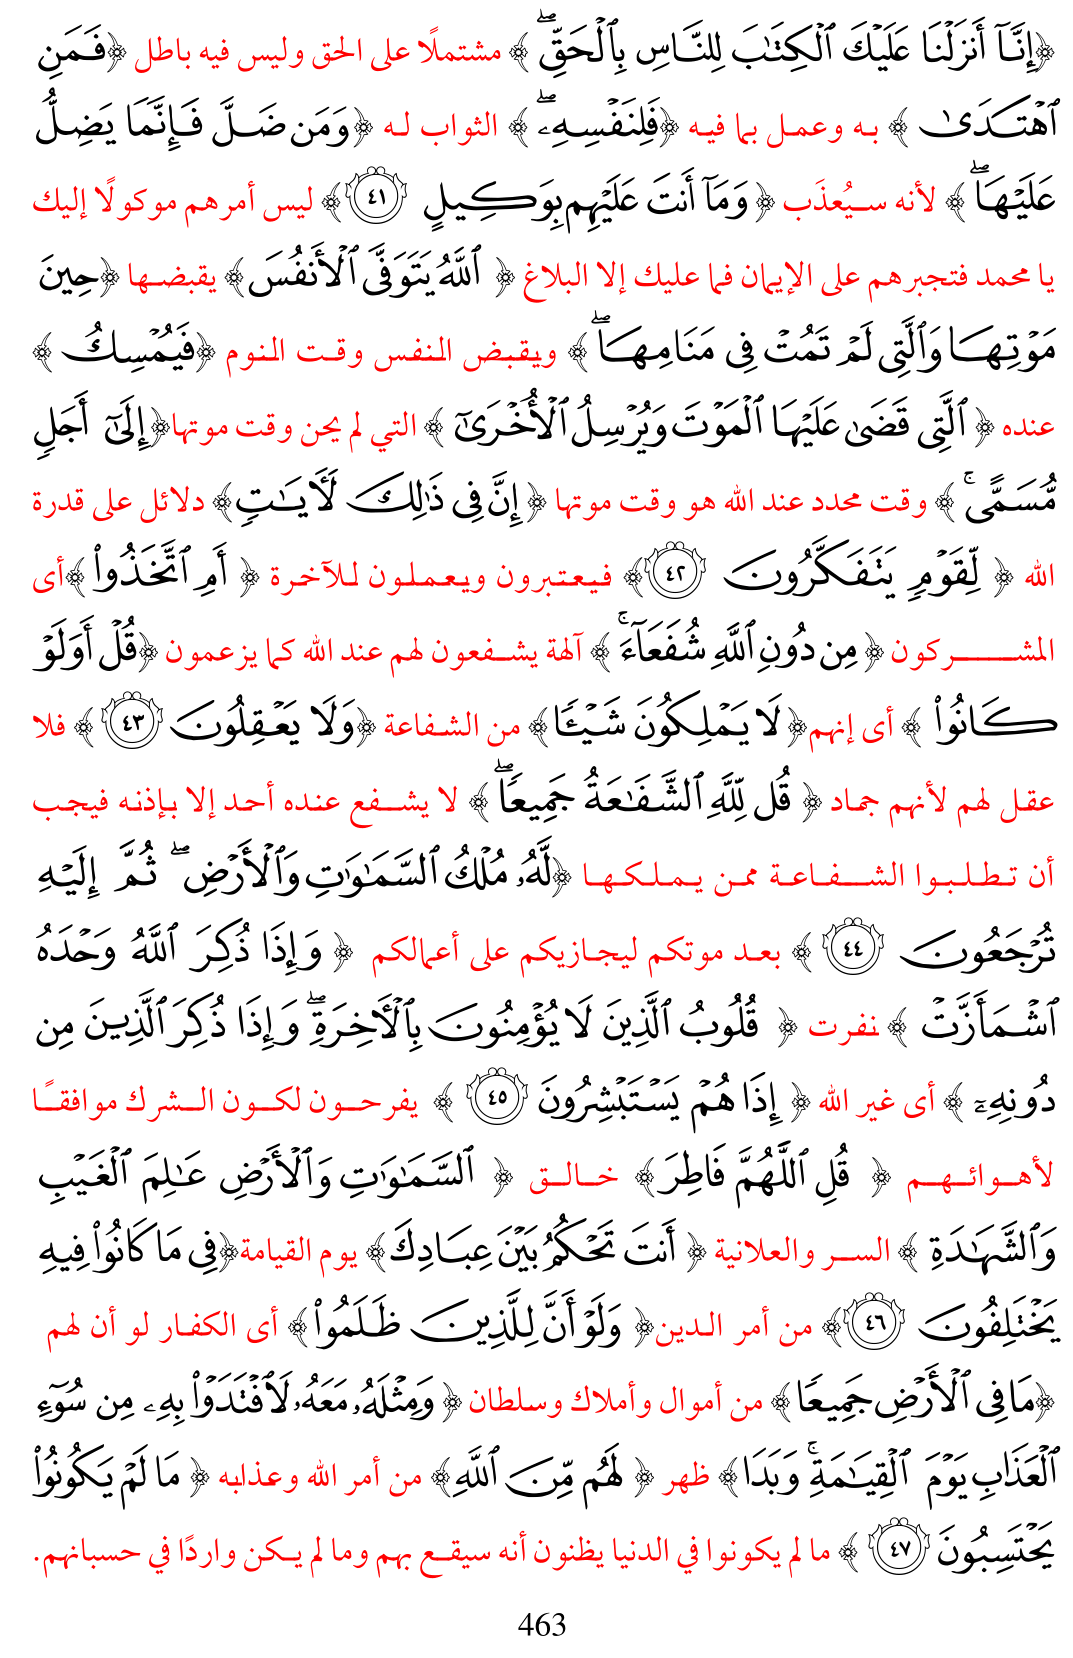 ﴿إِنَّآ أَنزَلْنَا عَلَيْكَ ٱلْكِتَٰبَ لِلنَّاسِ بِٱلْحَقِّۖ ﴾ مشتملًا على الحق وليس فيه باطل ﴿فَمَنِ
ٱهْتَدَىٰ ﴾ به وعمل بما فيه ﴿فَلِنَفْسِهِۦۖ ﴾ الثواب له ﴿وَمَن ضَلَّ فَإِنَّمَا يَضِلُّ
عَلَيْهَاۖ ﴾ لأنه سيُعذَب ﴿وَمَآ أَنتَ عَلَيْهِم بِوَكِيلٍ ٤١﴾ ليس أمرهم موكولًا إليك
يا محمد فتجبرهم على الإيمان فما عليك إلا البلاغ ﴿ ٱللَّهُ يَتَوَفَّى ٱلْأَنفُسَ﴾ يقبضها ﴿حِينَ
مَوْتِهَا وَٱلَّتِى لَمْ تَمُتْ فِى مَنَامِهَاۖ ﴾ ويقبض النفس وقت النوم ﴿فَيُمْسِكُ ﴾
عنده ﴿ ٱلَّتِى قَضَىٰ عَلَيْهَا ٱلْمَوْتَ وَيُرْسِلُ ٱلْأُخْرَىٰٓ ﴾ التي لم يحن وقت موتها﴿إِلَىٰٓ أَجَلٍ
مُّسَمًّىۚ ﴾ وقت محدد عند الله هو وقت موتها ﴿إِنَّ فِى ذَٰلِكَ لَءَايَٰتٍ﴾ دلائل على قدرة
الله ﴿ لِّقَوْمٍ يَتَفَكَّرُونَ ٤٢﴾ فيعتبرون ويعملون للآخرة ﴿ أَمِ ٱتَّخَذُوا۟ ﴾أى
المشركون ﴿مِن دُونِ ٱللَّهِ شُفَعَآءَۚ ﴾ آلهة يشفعون لهم عند الله كما يزعمون ﴿قُلْ أَوَلَوْ
كَانُوا۟ ﴾ أى إنهم﴿لَا يَمْلِكُونَ شَيْـًٔا﴾ من الشفاعة ﴿وَلَا يَعْقِلُونَ ٤٣ ﴾ فلا
عقل لهم لأنهم جماد ﴿ قُل لِّلَّهِ ٱلشَّفَٰعَةُ جَمِيعًاۖ ﴾ لا يشفع عنده أحد إلا بإذنه فيجب
أن تطلبوا الشفاعة ممن يملكها ﴿لَّهُۥ مُلْكُ ٱلسَّمَٰوَٰتِ وَٱلْأَرْضِۖ ثُمَّ إِلَيْهِ
تُرْجَعُونَ ٤٤ ﴾ بعد موتكم ليجازيكم على أعمالكم ﴿ وَإِذَا ذُكِرَ ٱللَّهُ وَحْدَهُ
ٱشْمَأَزَّتْ ﴾ نفرت ﴿ قُلُوبُ ٱلَّذِينَ لَا يُؤْمِنُونَ بِٱلْءَاخِرَةِۖ وَإِذَا ذُكِرَ ٱلَّذِينَ مِن
دُونِهِۦٓ ﴾ أى غير الله ﴿ إِذَا هُمْ يَسْتَبْشِرُونَ ٤٥ ﴾ يفرحون لكون الشرك موافقًا
لأهوائهم ﴿ قُلِ ٱللَّهُمَّ فَاطِرَ﴾ خالق ﴿ ٱلسَّمَٰوَٰتِ وَٱلْأَرْضِ عَٰلِمَ ٱلْغَيْبِ
وَٱلشَّهَٰدَةِ ﴾ السر والعلانية ﴿ أَنتَ تَحْكُمُ بَيْنَ عِبَادِكَ﴾ يوم القيامة﴿فِى مَا كَانُوا۟ فِيهِ
يَخْتَلِفُونَ ٤٦﴾ من أمر الدين﴿ وَلَوْ أَنَّ لِلَّذِينَ ظَلَمُوا۟ ﴾ أى الكفار لو أن لهم
﴿مَا فِى ٱلْأَرْضِ جَمِيعًا﴾ من أموال وأملاك وسلطان ﴿وَمِثْلَهُۥ مَعَهُۥ لَٱفْتَدَوْا۟ بِهِۦ مِن سُوٓءِ
ٱلْعَذَابِ يَوْمَ ٱلْقِيَٰمَةِۚ وَبَدَا﴾ ظهر ﴿ لَهُم مِّنَ ٱللَّهِ﴾ من أمر الله وعذابه ﴿ مَا لَمْ يَكُونُوا۟
يَحْتَسِبُونَ ٤٧ ﴾ ما لم يكونوا في الدنيا يظنون أنه سيقع بهم وما لم يكن واردًا في حسبانهم.
463